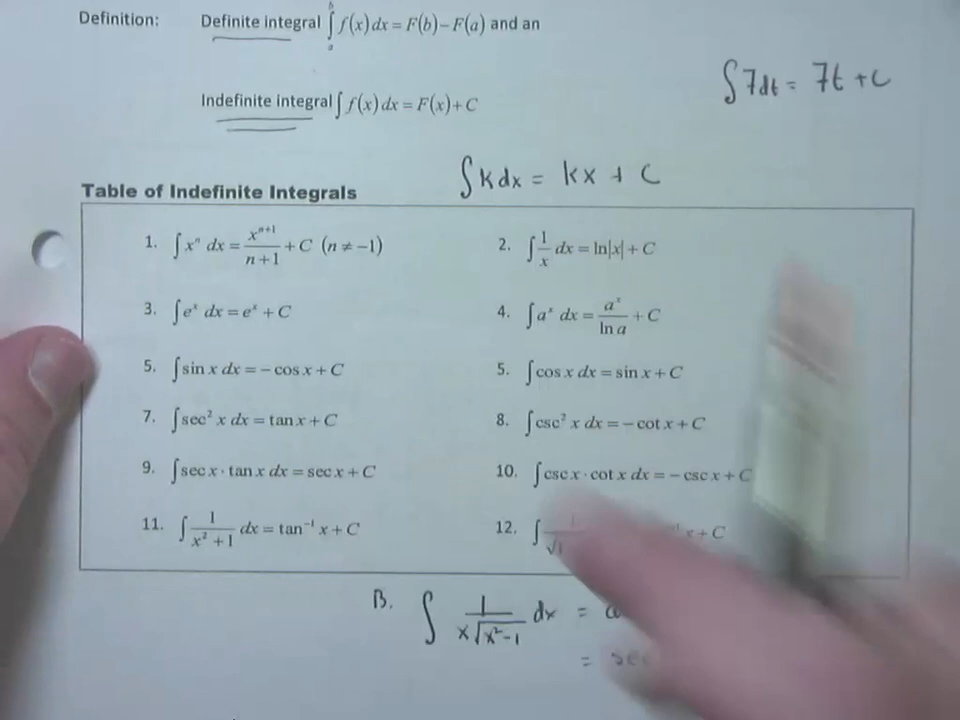 Definition: Definite integral ∫_a^b f(x) dx = F(b) − F(a) and an
∫7dt = 7t + C
Indefinite integral ∫ f(x) dx = F(x) + C
∫kdx = kx + C
Table of Indefinite Integrals
1. ∫ xⁿ dx = x^(n+1)/(n+1) + C (n ≠ −1) 2. ∫ 1/x dx = ln|x| + C
3. ∫ eˣ dx = eˣ + C 4. ∫ aˣ dx = aˣ/ln a + C
5. ∫ sin x dx = − cos x + C 5. ∫ cos x dx = sin x + C
7. ∫ sec² x dx = tan x + C 8. ∫ csc² x dx = − cot x + C
9. ∫ sec x · tan x dx = sec x + C 10. ∫ csc x · cot x dx = − csc x + C
11. ∫ 1/(x² + 1) dx = tan⁻¹ x + C 12. ∫ + C
13. ∫ 1/(x√(x²−1)) dx =
=